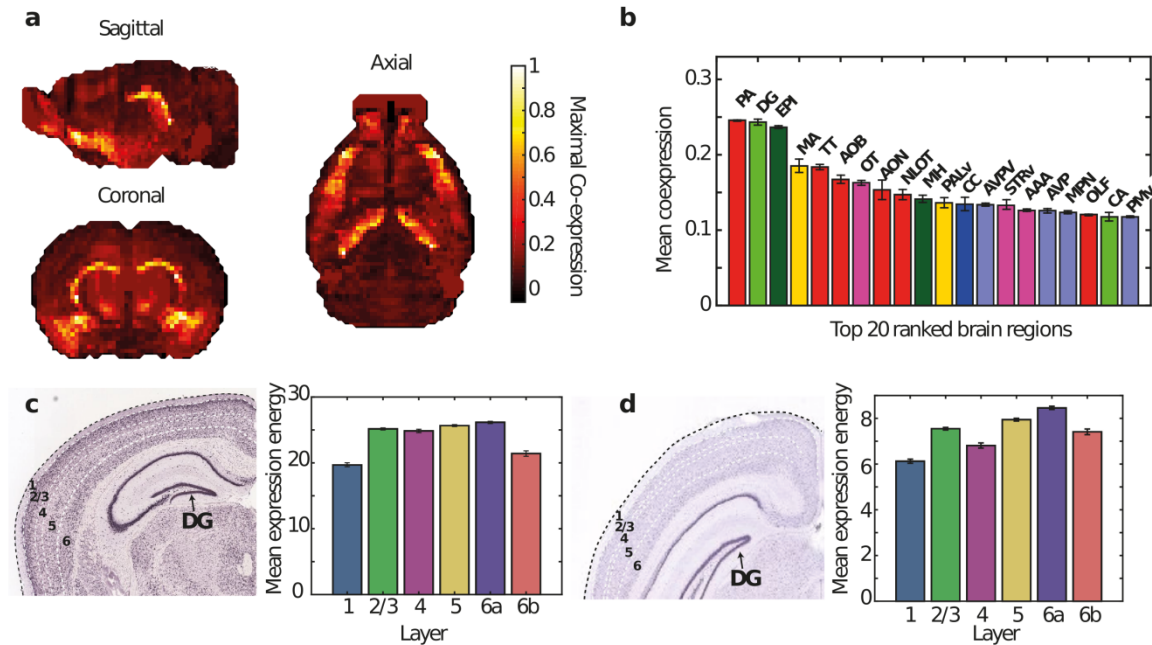 a
Sagittal
Coronal
Axial
1
0.8
0.6
0.4
0.2
0
Maximal Co-expression
b
Mean coexpression
0.3
0.2
0.1
0
PA
DG
EPI
MA
TT
AOB
OT
AON
NLOT
MH
PALv
CC
AVPV
STRv
AAA
AVP
MPN
OLF
CA
PMv
Top 20 ranked brain regions
c
1
2/3
4
5
6
DG
Mean expression energy
30
20
10
0
1 2/3 4 5 6a 6b
Layer
d
1
2/3
4
5
6
DG
Mean expression energy
8
6
4
2
0
1 2/3 4 5 6a 6b
Layer